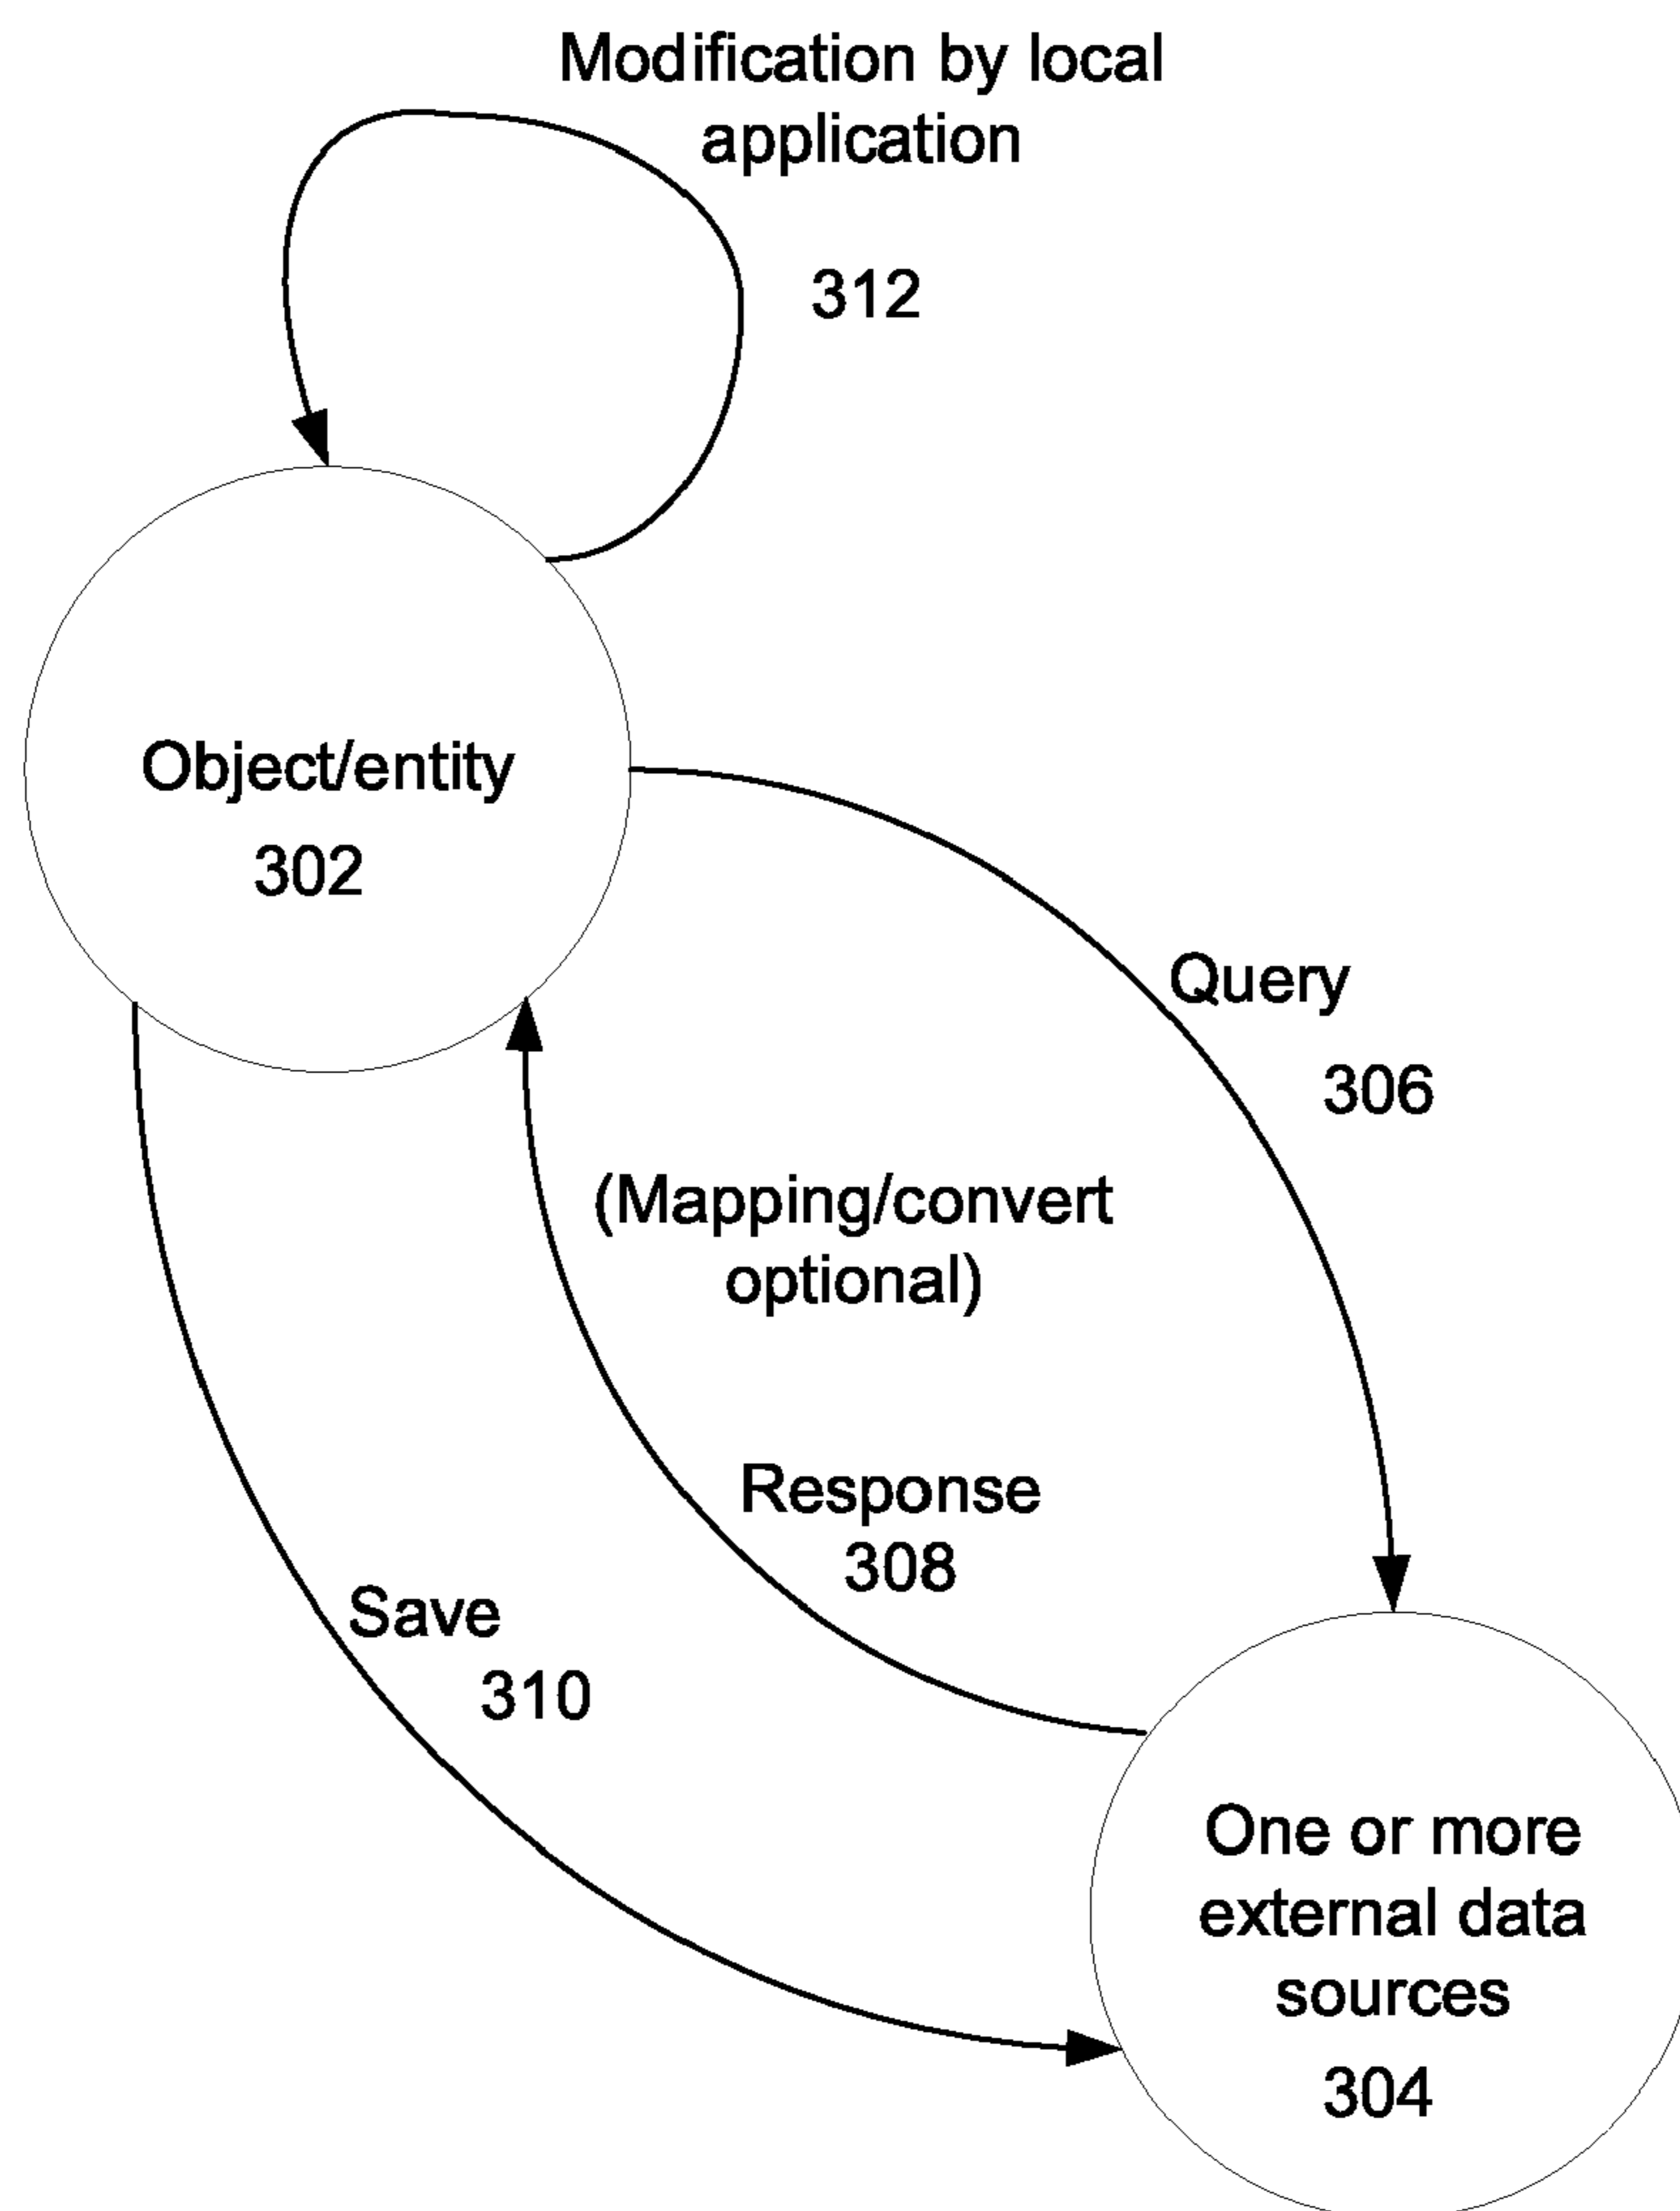 Modification by local
application
312
Object/entity
302
Query
306
(Mapping/convert
optional)
Response
308
Save
310
One or more
external data
sources
304